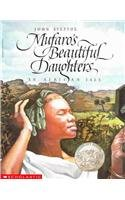 JOHN STEPTOE
Mufaro's
Beautiful
Daughters
AN AFRICAN TALE
SCHOLASTIC